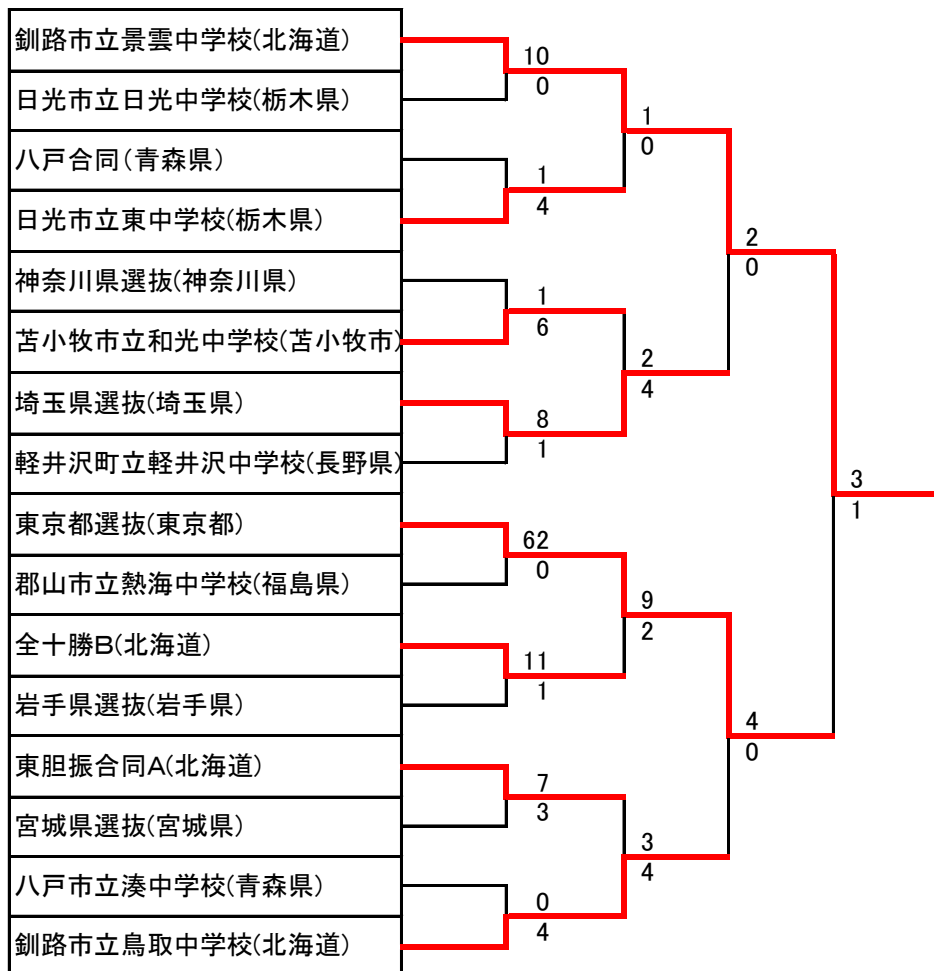 釧路市立景雲中学校(北海道)
日光市立日光中学校(栃木県)
八戸合同(青森県)
日光市立東中学校(栃木県)
神奈川県選抜(神奈川県)
苫小牧市立和光中学校(苫小牧市)
埼玉県選抜(埼玉県)
軽井沢町立軽井沢中学校(長野県)
東京都選抜(東京都)
郡山市立熱海中学校(福島県)
全十勝B(北海道)
岩手県選抜(岩手県)
東胆振合同A(北海道)
宮城県選抜(宮城県)
八戸市立湊中学校(青森県)
釧路市立鳥取中学校(北海道)
10
0
1
4
1
6
8
1
62
0
11
1
7
3
0
4
1
0
2
4
9
2
3
4
2
0
4
0
3
1